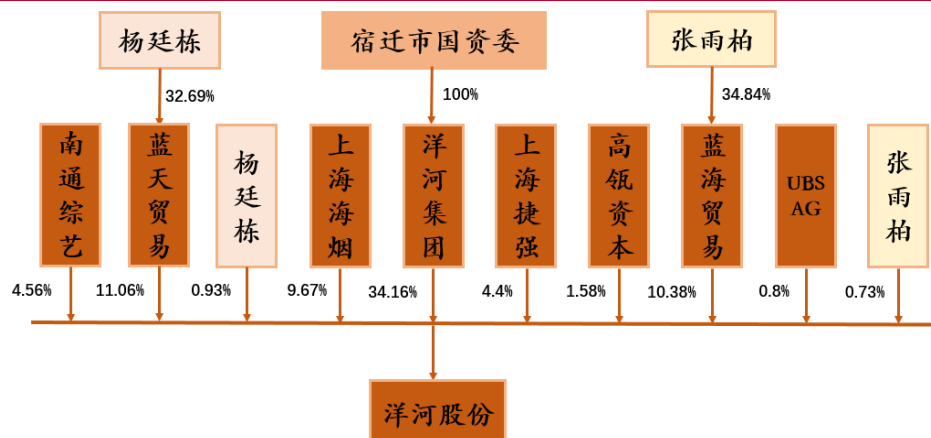 杨廷栋
宿迁市国资委
张雨柏
32.69%
100%
34.84%
南通综艺
蓝天贸易
杨廷栋
上海海烟
洋河集团
上海捷强
高瓴资本
蓝海贸易
UBS
AG
张雨柏
4.56%
11.06%
0.93%
9.67%
34.16%
4.4%
1.58%
10.38%
0.8%
0.73%
洋河股份